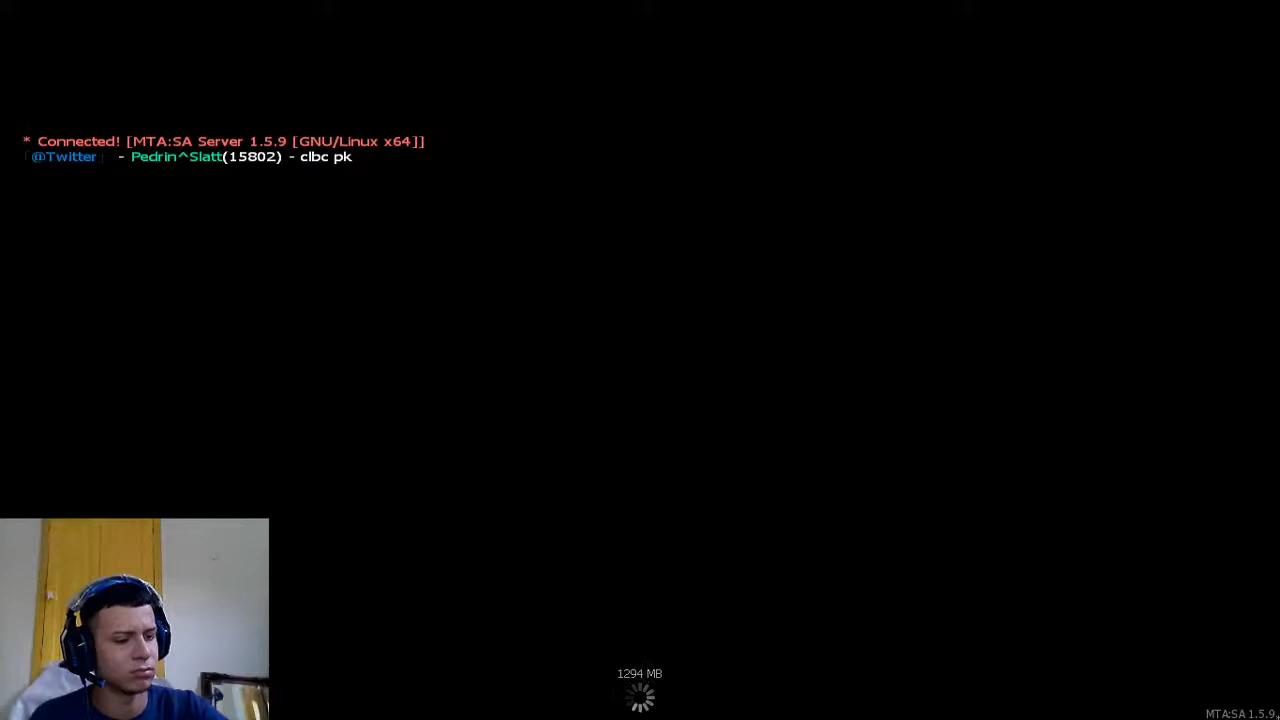 * Connected! [MTA:SA Server 1.5.9 [GNU/Linux x64]]
[@Twitter] - Pedrin^Slatt(15802) - clbc pk
1294 MB
MTA:SA 1.5.9